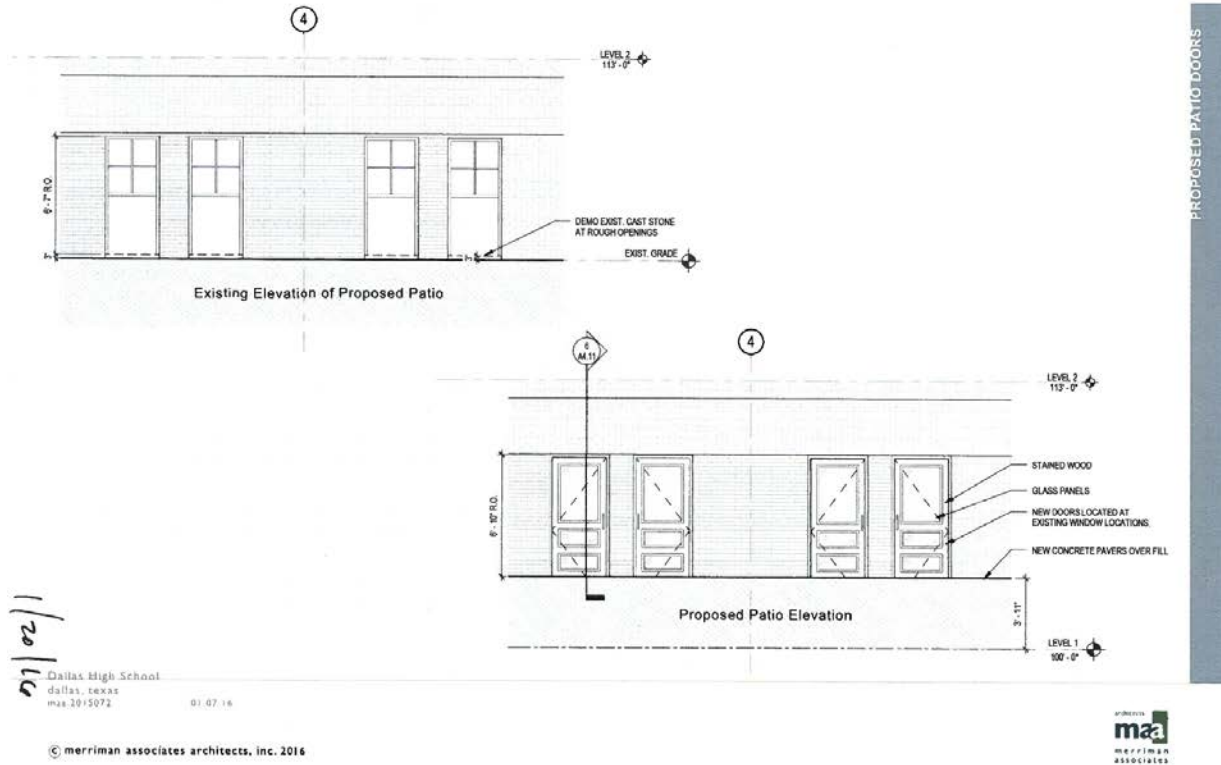 4
LEVEL 2
113' - 0"
6' - 7" R.O.
3"
3"
DEMO EXIST. CAST STONE
AT ROUGH OPENINGS
EXIST. GRADE
Existing Elevation of Proposed Patio
PROPOSED PATIO DOORS
6
A4.11
4
LEVEL 2
113' - 0"
6' - 10" R.O.
STAINED WOOD
GLASS PANELS
NEW DOORS LOCATED AT
EXISTING WINDOW LOCATIONS
NEW CONCRETE PAVERS OVER FILL
Proposed Patio Elevation
3' - 11"
LEVEL 1
100' - 0"
1/20/16
Dallas High School
dallas, texas
maa 2015072 01.07.16
© merriman associates architects, inc. 2016
architects
maa
merriman
associates